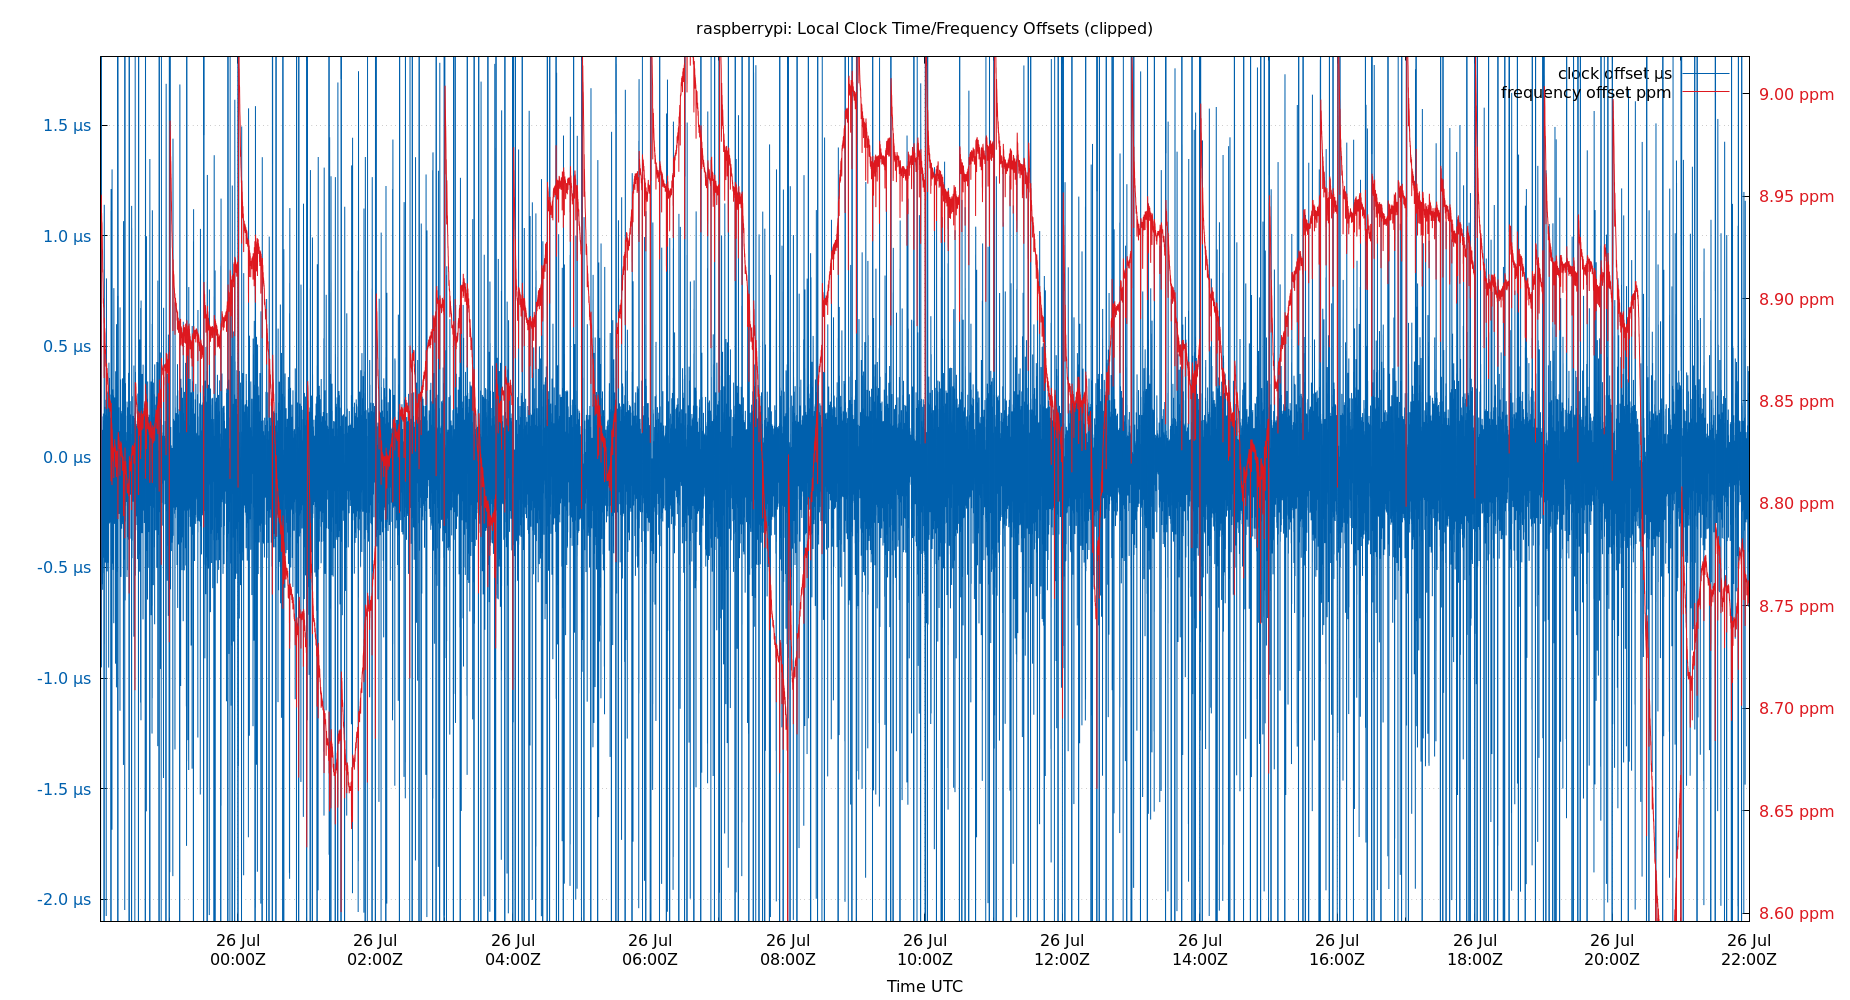 raspberrypi: Local Clock Time/Frequency Offsets (clipped)
clock offset µs
frequency offset ppm
1.5 µs
1.0 µs
0.5 µs
0.0 µs
-0.5 µs
-1.0 µs
-1.5 µs
-2.0 µs
9.00 ppm
8.95 ppm
8.90 ppm
8.85 ppm
8.80 ppm
8.75 ppm
8.70 ppm
8.65 ppm
8.60 ppm
26 Jul 26 Jul 26 Jul 26 Jul 26 Jul 26 Jul 26 Jul 26 Jul 26 Jul 26 Jul 26 Jul 26 Jul
00:00Z 02:00Z 04:00Z 06:00Z 08:00Z 10:00Z 12:00Z 14:00Z 16:00Z 18:00Z 20:00Z 22:00Z
Time UTC